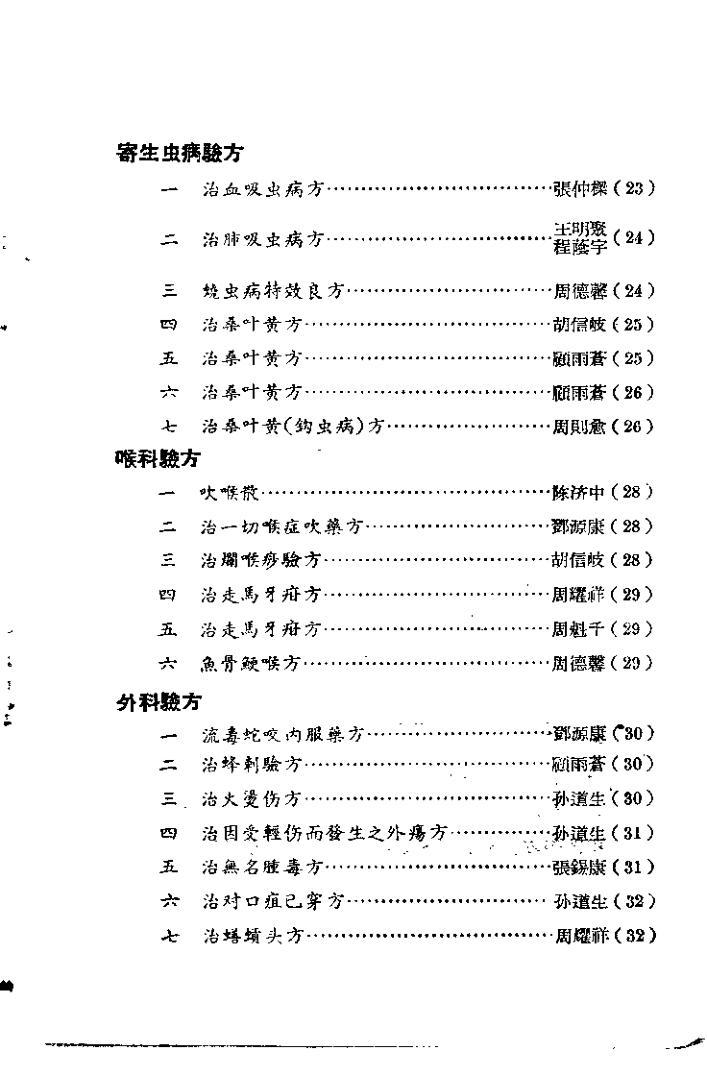 寄生虫病驗方
一 治血吸虫病方……………………………張仲樑（23）
二 治肺吸虫病方……………………………王明聚 程蔭宇（24）
三 蟯虫病特效良方…………………………周德馨（24）
四 治桑叶黄方………………………………胡信岐（25）
五 治桑叶黄方………………………………顧雨蒼（25）
六 治桑叶黄方………………………………顧雨蒼（26）
七 治桑叶黄(鈎虫病)方……………………周則愈（26）
喉科驗方
一 吹喉散……………………………………陈济中（28）
二 治一切喉症吹藥方………………………鄧源康（28）
三 治爛喉痧驗方……………………………胡信岐（28）
四 治走馬牙疳方……………………………周耀祥（29）
五 治走馬牙疳方……………………………周魁千（29）
六 魚骨鯁喉方………………………………周德馨（29）
外科驗方
一 流毒蛇咬内服藥方………………………鄧源康（30）
二 治蜂刺驗方………………………………顧雨蒼（30）
三 治火燙伤方………………………………孙道生（30）
四 治因受輕伤而發生之外瘍方……………孙道生（31）
五 治無名腫毒方……………………………張錫康（31）
六 治对口疽已穿方…………………………孙道生（32）
七 治蟮蟥头方………………………………周耀祥（32）